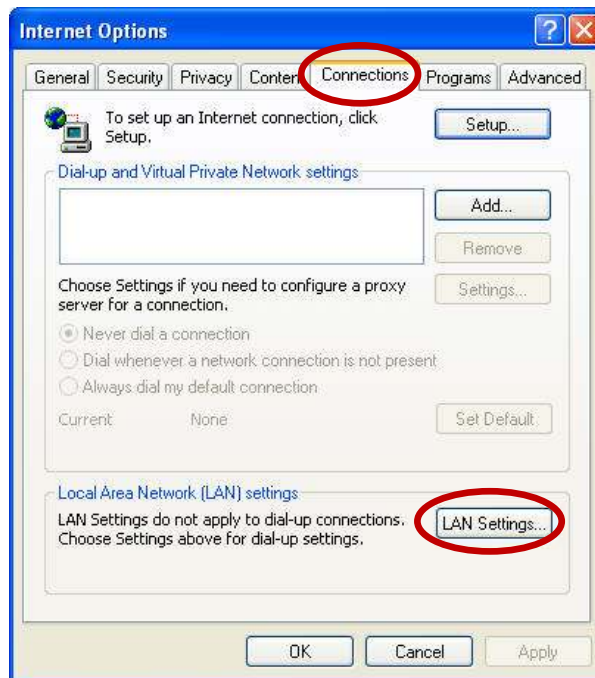 Internet Options
General Security Privacy Content Connections Programs Advanced
To set up an Internet connection, click
Setup.
Setup...
Dial-up and Virtual Private Network settings
Add...
Remove
Choose Settings if you need to configure a proxy
server for a connection.
Settings...
Never dial a connection
Dial whenever a network connection is not present
Always dial my default connection
Current None
Set Default
Local Area Network (LAN) settings
LAN Settings do not apply to dial-up connections.
Choose Settings above for dial-up settings.
LAN Settings...
OK Cancel Apply